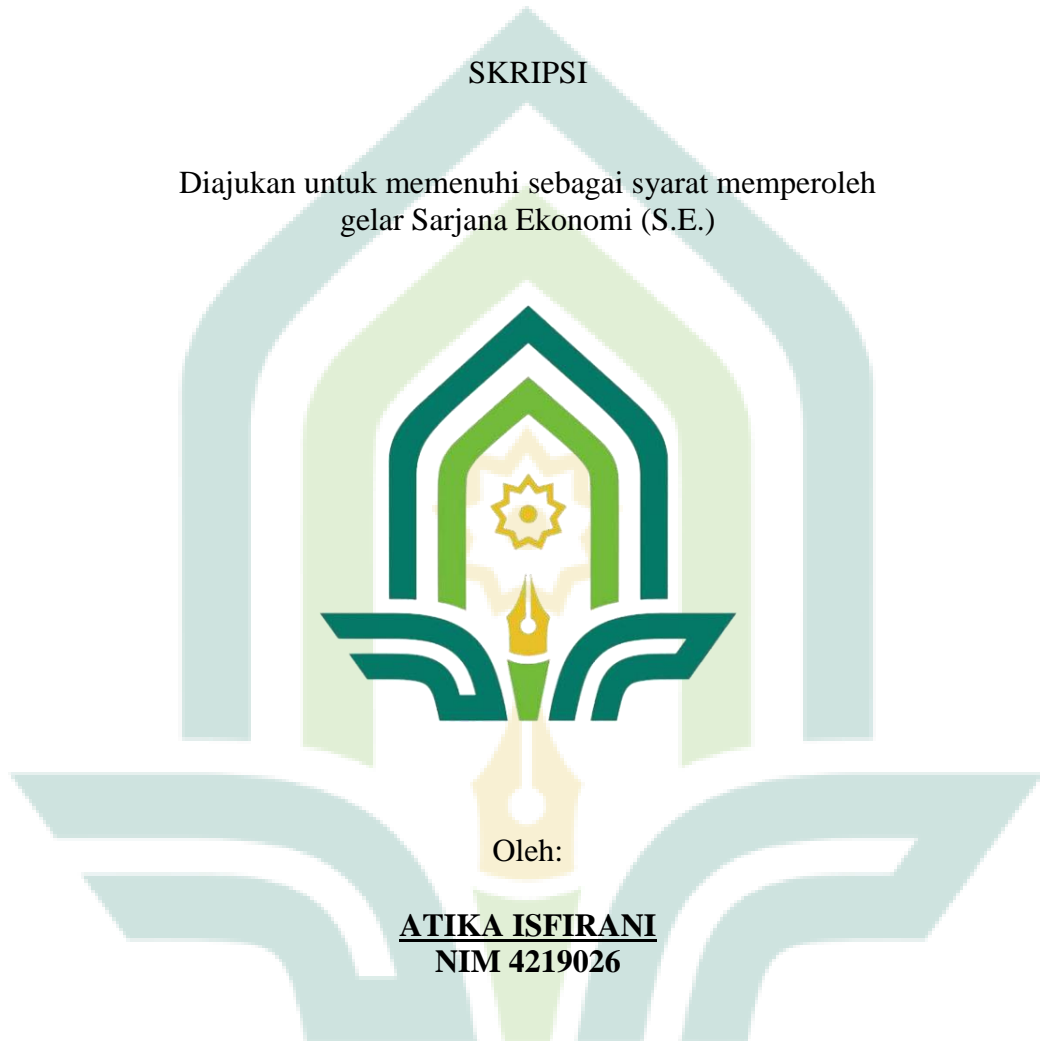 SKRIPSI
Diajukan untuk memenuhi sebagai syarat memperoleh
gelar Sarjana Ekonomi (S.E.)
Oleh:
ATIKA ISFIRANI
NIM 4219026